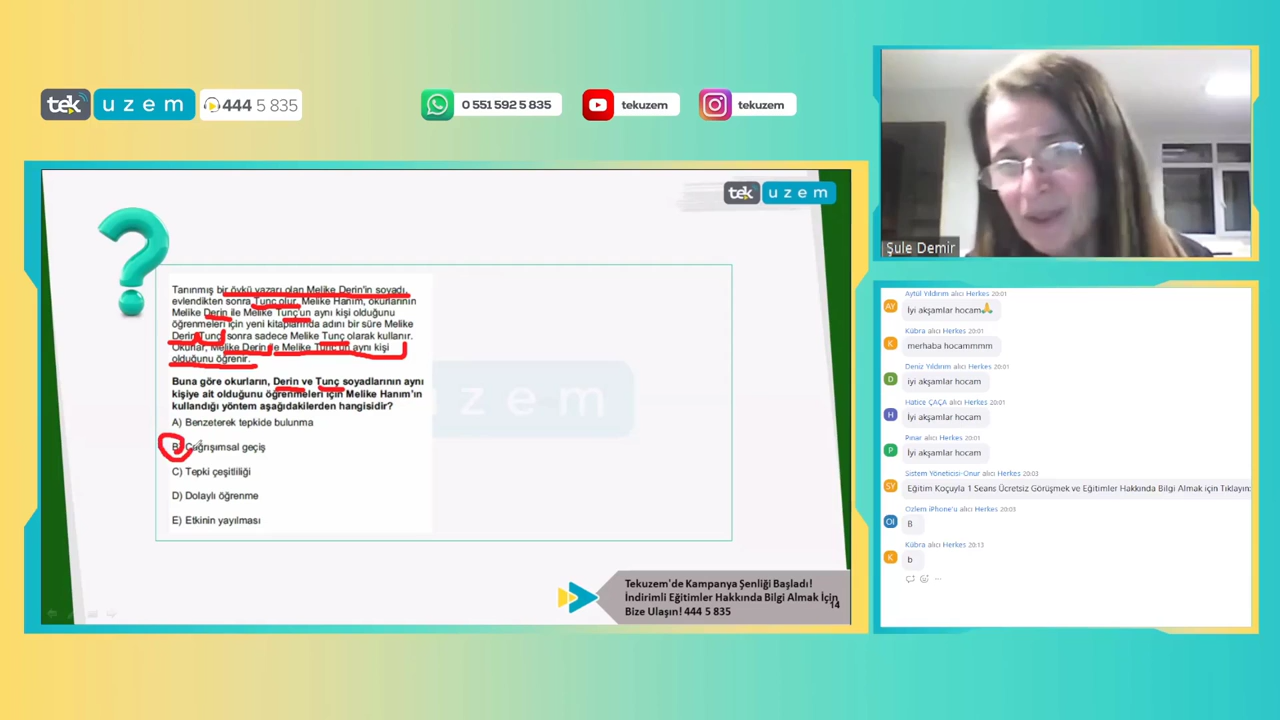 tek uzem 444 5 835
0 551 592 5 835
tekuzem
tekuzem
tek uzem
Tanınmış bir öykü yazarı olan Melike Derin'in soyadı,
evlendikten sonra Tunç olur. Melike Hanım, okurlarının
Melike Derin ile Melike Tunç'un aynı kişi olduğunu
öğrenmeleri için yeni kitaplarında adını bir süre Melike
Derin Tunç, sonra sadece Melike Tunç olarak kullanır.
Okurlar, Melike Derin ile Melike Tunç'un aynı kişi
olduğunu öğrenir.
Buna göre okurların, Derin ve Tunç soyadlarının aynı
kişiye ait olduğunu öğrenmeleri için Melike Hanım'ın
kullandığı yöntem aşağıdakilerden hangisidir?
A) Benzeterek tepkide bulunma
B) Çağrışımsal geçiş
C) Tepki çeşitliliği
D) Dolaylı öğrenme
E) Etkinin yayılması
zem
Tekuzem'de Kampanya Şenliği Başladı!
İndirimli Eğitimler Hakkında Bilgi Almak İçin
Bize Ulaşın! 444 5 835
14
Şule Demir
Aytül Yıldırım alıcı Herkes 20:01
AY İyi akşamlar hocam🙏
Kübra alıcı Herkes 20:01
K merhaba hocammmm
Deniz Yıldırım alıcı Herkes 20:01
D iyi akşamlar hocam
Hatice ÇAÇA alıcı Herkes 20:01
H İyi akşamlar hocam
Pınar alıcı Herkes 20:01
P İyi akşamlar hocam
Sistem Yöneticisi-Onur alıcı Herkes 20:03
SY Eğitim Koçuyla 1 Seans Ücretsiz Görüşmek ve Eğitimler Hakkında Bilgi Almak için Tıklayın:
Özlem iPhone'u alıcı Herkes 20:03
Öİ B
Kübra alıcı Herkes 20:13
K b